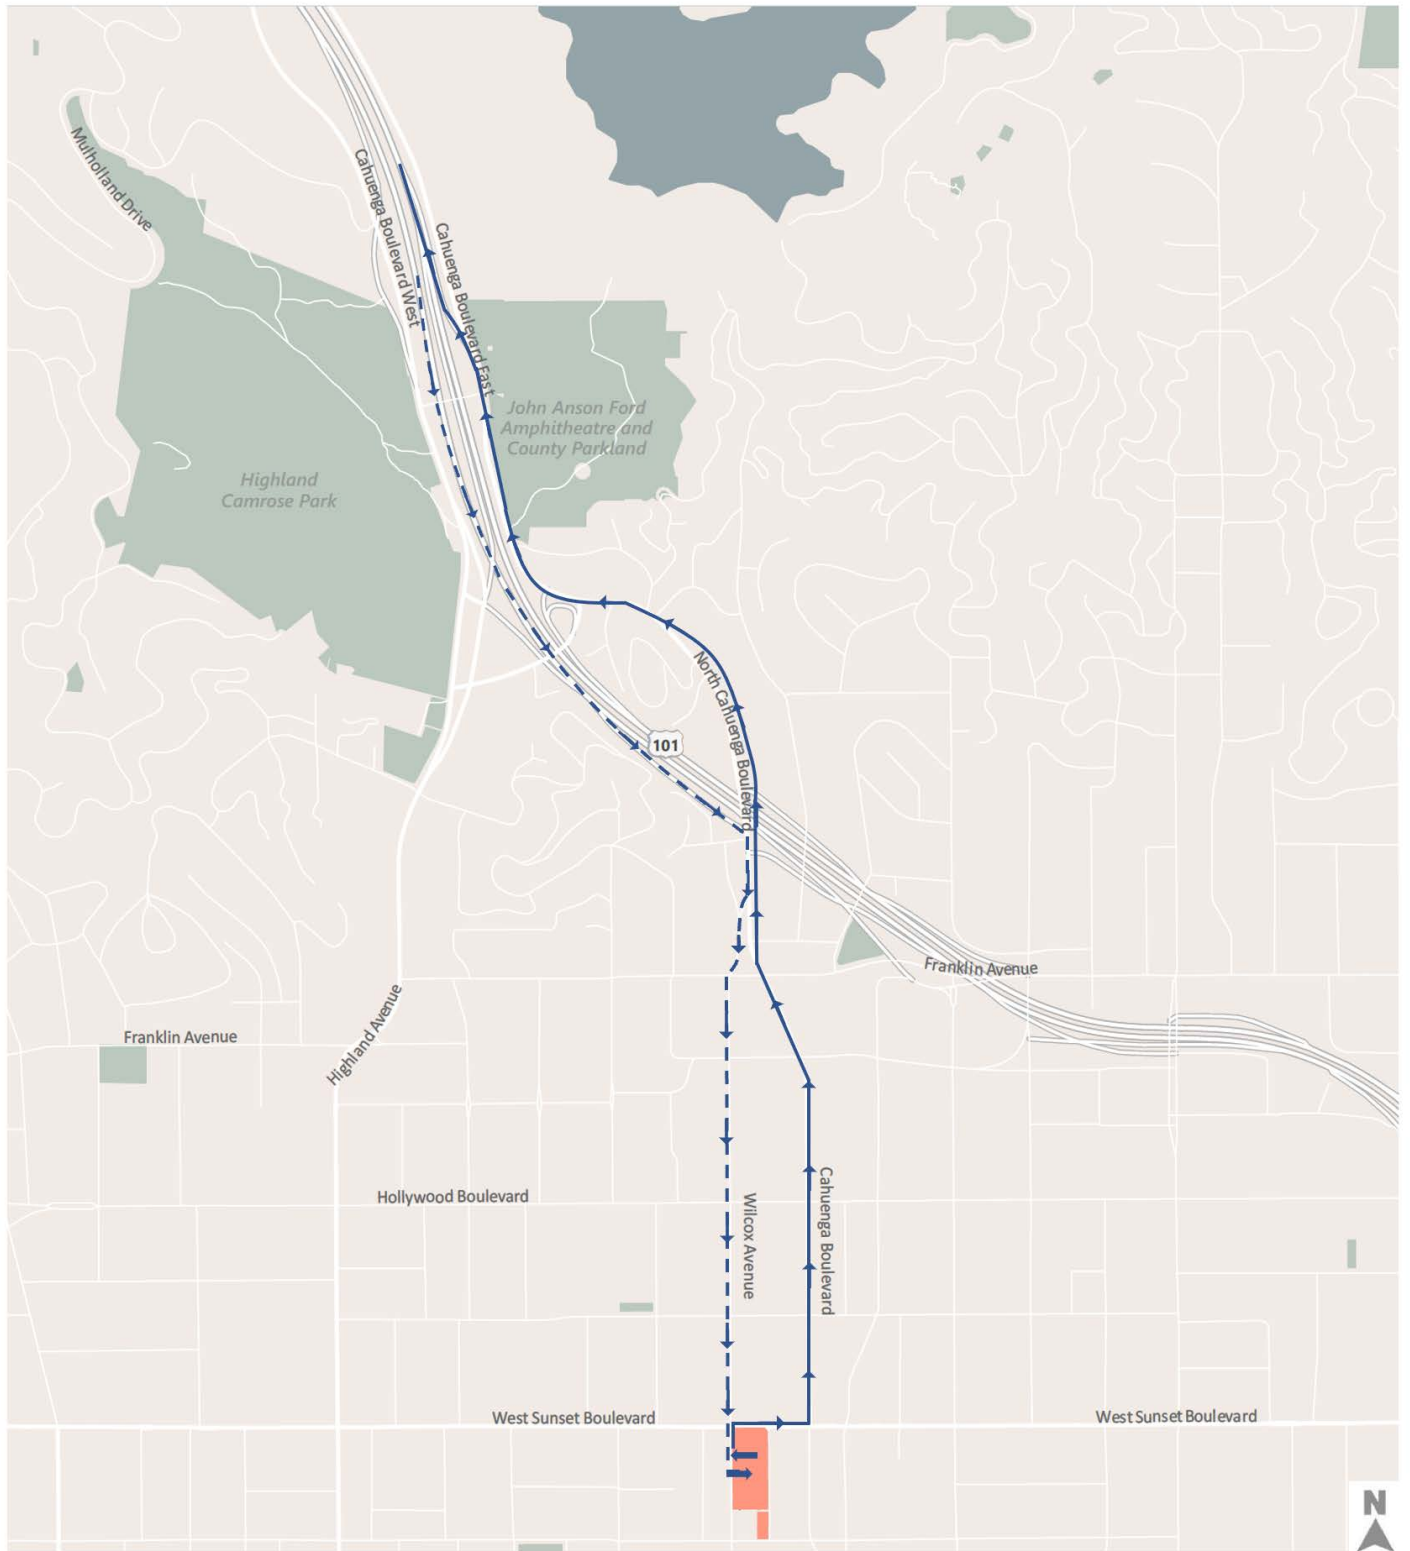 Mulholland Drive
Cahuenga Boulevard West
Cahuenga Boulevard East
John Anson Ford
Amphitheatre and
County Parkland
Highland
Camrose Park
North Cahuenga Boulevard
101
Franklin Avenue
Franklin Avenue
Highland Avenue
Hollywood Boulevard
Wilcox Avenue
Cahuenga Boulevard
West Sunset Boulevard
West Sunset Boulevard
N